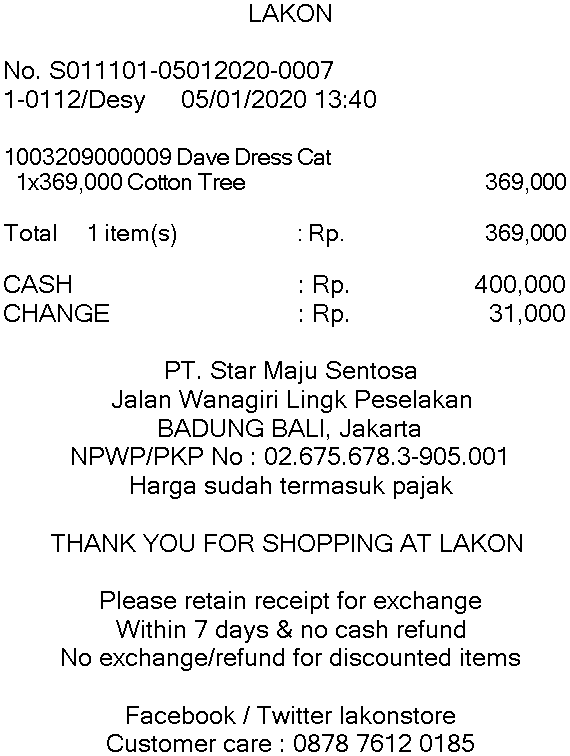 LAKON
No. S011101-05012020-0007
1-0112/Desy 05/01/2020 13:40
1003209000009 Dave Dress Cat
1x369,000 Cotton Tree 369,000
Total 1 item(s) : Rp. 369,000
CASH : Rp. 400,000
CHANGE : Rp. 31,000
PT. Star Maju Sentosa
Jalan Wanagiri Lingk Peselakan
BADUNG BALI, Jakarta
NPWP/PKP No : 02.675.678.3-905.001
Harga sudah termasuk pajak
THANK YOU FOR SHOPPING AT LAKON
Please retain receipt for exchange
Within 7 days & no cash refund
No exchange/refund for discounted items
Facebook / Twitter lakonstore
Customer care : 0878 7612 0185